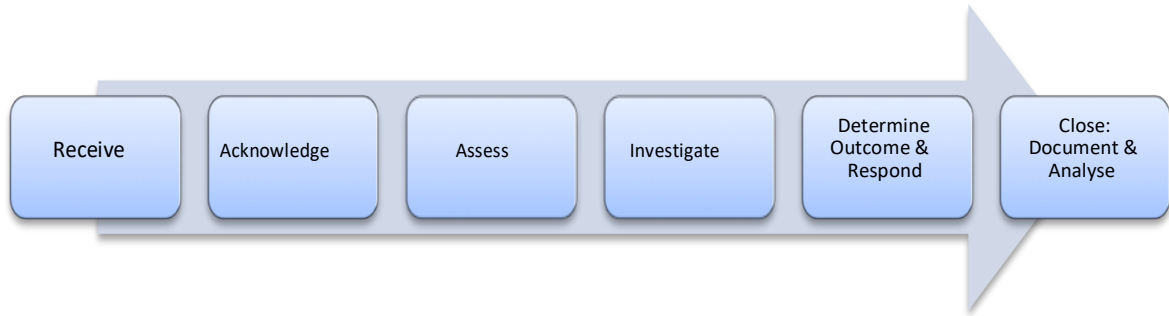 Receive
Acknowledge
Assess
Investigate
Determine
Outcome &
Respond
Close:
Document &
Analyse